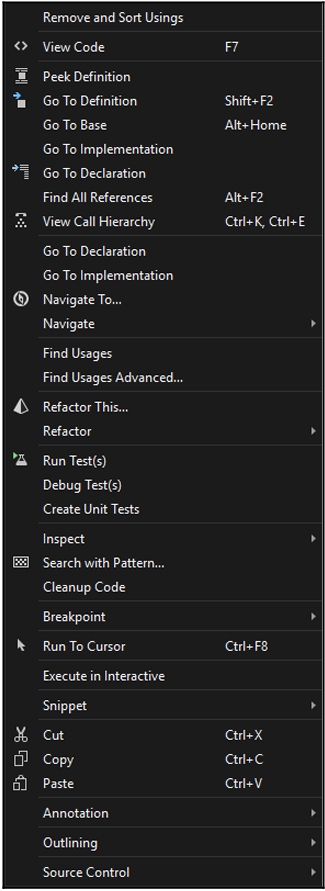 Remove and Sort Usings
View Code F7
Peek Definition
Go To Definition Shift+F2
Go To Base Alt+Home
Go To Implementation
Go To Declaration
Find All References Alt+F2
View Call Hierarchy Ctrl+K, Ctrl+E
Go To Declaration
Go To Implementation
Navigate To...
Navigate
Find Usages
Find Usages Advanced...
Refactor This...
Refactor
Run Test(s)
Debug Test(s)
Create Unit Tests
Inspect
Search with Pattern...
Cleanup Code
Breakpoint
Run To Cursor Ctrl+F8
Execute in Interactive
Snippet
Cut Ctrl+X
Copy Ctrl+C
Paste Ctrl+V
Annotation
Outlining
Source Control